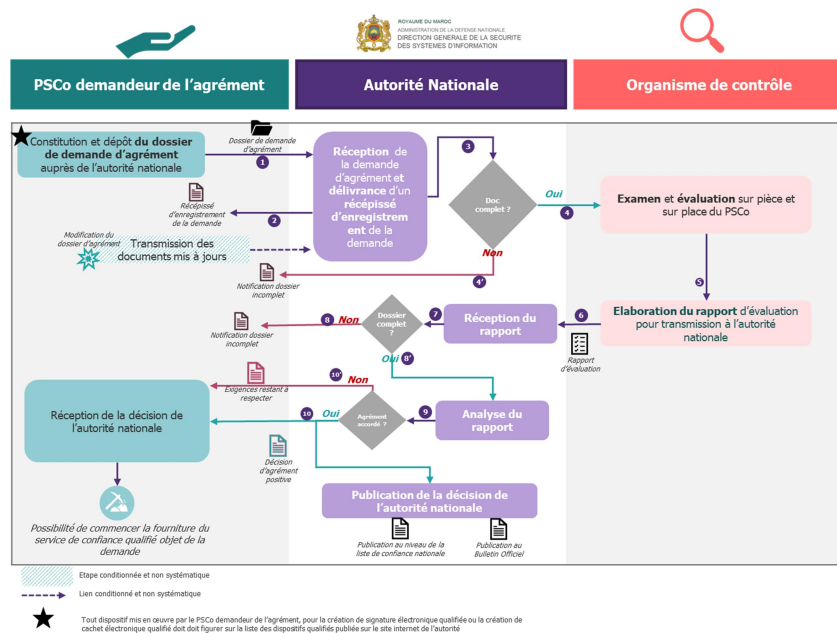 ROYAUME DU MAROC
ADMINISTRATION DE LA DEFENSE NATIONALE
DIRECTION GENERALE DE LA SECURITE
DES SYSTEMES D'INFORMATION
PSCo demandeur de l'agrément
Autorité Nationale
Organisme de contrôle
Constitution et dépôt du dossier
de demande d'agrément
auprès de l'autorité nationale
Dossier de demande
d'agrément
1
Réception de
la demande
d'agrément et
délivrance d'un
récépissé
d'enregistrem
ent de la
demande
3
Doc
complet ?
Oui
4
Examen et évaluation sur pièce et
sur place du PSCo
2
Récépissé
d'enregistrement
de la demande
Modification du
dossier d'agrément
Transmission des
documents mis à jours
Non
4'
Notification dossier
incomplet
5
Elaboration du rapport d'évaluation
pour transmission à l'autorité
nationale
6
Rapport
d'évaluation
Réception du
rapport
7
Dossier
complet ?
8
Non
Notification dossier
incomplet
Oui
8'
10'
Non
Exigences restant à
respecter
Analyse du
rapport
9
Agrément
accordé ?
10
Oui
Réception de la décision de
l'autorité nationale
Décision
d'agrément
positive
Publication de la décision de
l'autorité nationale
Publication au niveau de la
liste de confiance nationale
Publication au
Bulletin Officiel
Possibilité de commencer la fourniture du
service de confiance qualifié objet de la
demande
Etape conditionnée et non systématique
Lien conditionné et non systématique
Tout dispositif mis en œuvre par le PSCo demandeur de l'agrément, pour la création de signature électronique qualifiée ou la création de
cachet électronique qualifié doit doit figurer sur la liste des dispositifs qualifiés publiée sur le site internet de l'autorité